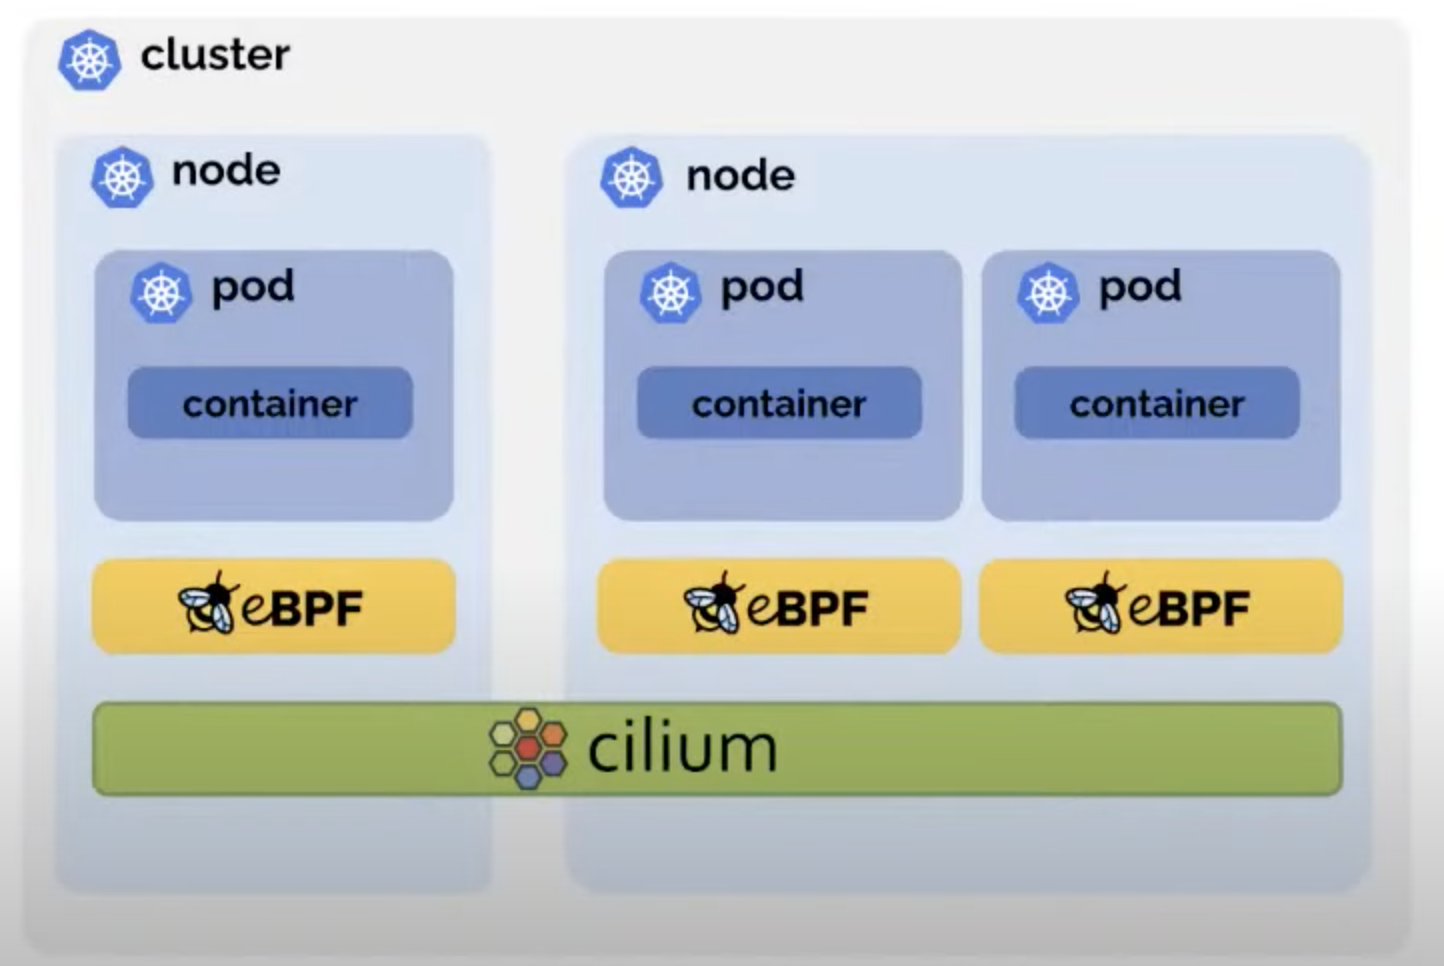 cluster
node
node
pod
pod
pod
container
container
container
eBPF
eBPF
eBPF
cilium